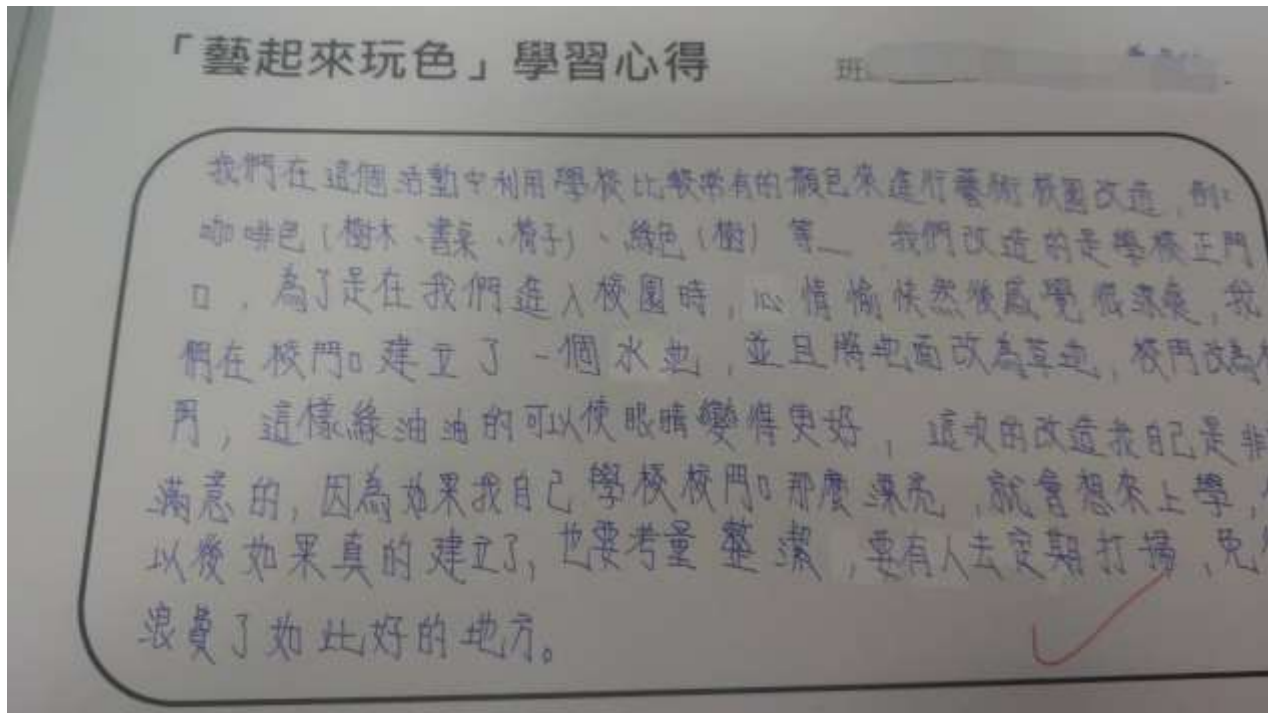 「藝起來玩色」學習心得 班
我們在這個活動中利用學校比較常有的顏色來進行藝術校園改造,例:
咖啡色(樹木、書桌、椅子)、綠色(樹)等_ 我們改造的是學校正門
口,為了是在我們進入校園時,心情愉快然後感覺很漂亮,我
們在校門口建立了一個水池,並且將地面改為草地,校門改為
門,這樣綠油油的可以使眼睛變得更好,這次的改造我自己是非
滿意的,因為如果我自己學校校門口那麼漂亮,就會想來上學,
以後如果真的建立了,也要考量整潔,要有人去定期打掃,免
浪費了如此好的地方。